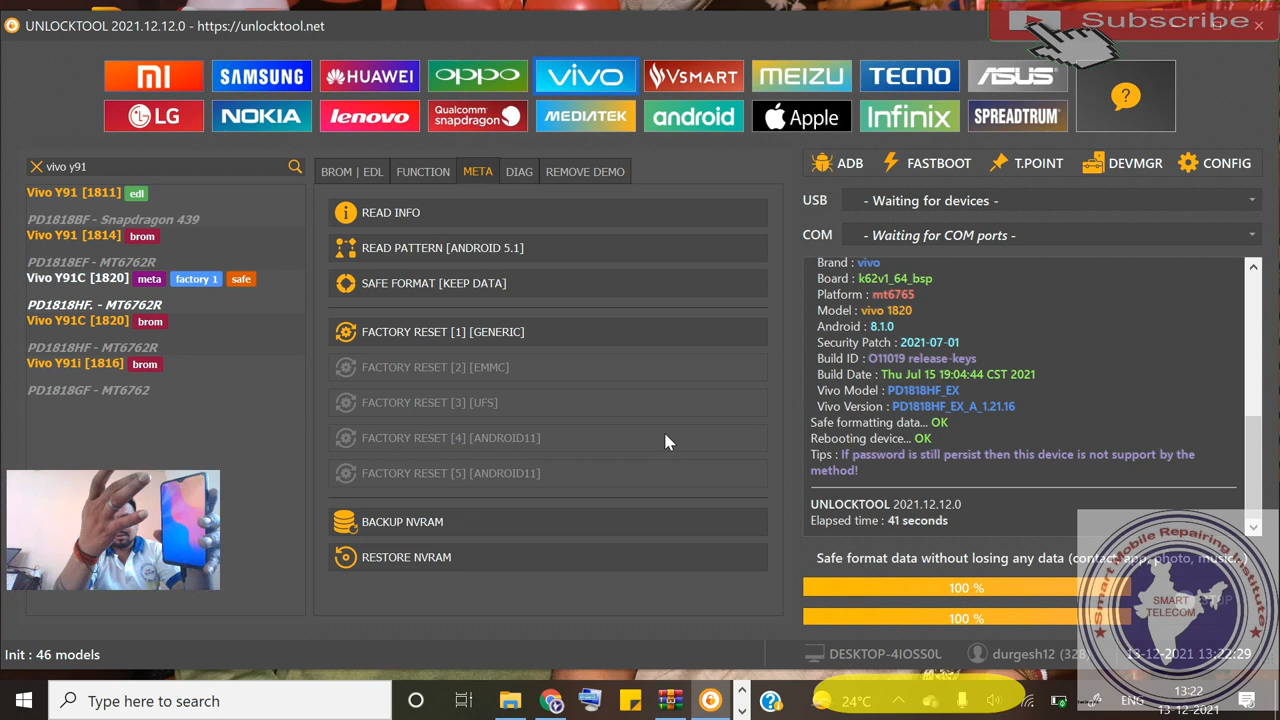 UNLOCKTOOL 2021.12.12.0 - https://unlocktool.net
Subscribe
MI
SAMSUNG
HUAWEI
OPPO
VIVO
VSMART
MEIZU
TECNO
ASUS
LG
NOKIA
lenovo
Qualcomm
snapdragon
MEDIATEK
android
Apple
Infinix
SPREADTRUM
?
vivo y91
Vivo Y91 [1811] edl
PD1818BF - Snapdragon 439
Vivo Y91 [1814] brom
PD1818EF - MT6762R
Vivo Y91C [1820] meta factory 1 safe
PD1818HF. - MT6762R
Vivo Y91C [1820] brom
PD1818HF - MT6762R
Vivo Y91i [1816] brom
PD1818GF - MT6762
BROM | EDL FUNCTION META DIAG REMOVE DEMO
READ INFO
READ PATTERN [ANDROID 5.1]
SAFE FORMAT [KEEP DATA]
FACTORY RESET [1] [GENERIC]
FACTORY RESET [2] [EMMC]
FACTORY RESET [3] [UFS]
FACTORY RESET [4] [ANDROID11]
FACTORY RESET [5] [ANDROID11]
BACKUP NVRAM
RESTORE NVRAM
ADB FASTBOOT T.POINT DEVMGR CONFIG
USB - Waiting for devices -
COM - Waiting for COM ports -
Brand : vivo
Board : k62v1_64_bsp
Platform : mt6765
Model : vivo 1820
Android : 8.1.0
Security Patch : 2021-07-01
Build ID : O11019 release-keys
Build Date : Thu Jul 15 19:04:44 CST 2021
Vivo Model : PD1818HF_EX
Vivo Version : PD1818HF_EX_A_1.21.16
Safe formatting data... OK
Rebooting device... OK
Tips : If password is still persist then this device is not support by the
method!
UNLOCKTOOL 2021.12.12.0
Elapsed time : 41 seconds
Safe format data without losing any data (contact, app, photo, music..
100 %
100 %
Smart Mobile Repairing Institute
SMART
TELECOM
Init : 46 models
DESKTOP-4IOSS0L
durgesh12 (328)
13-12-2021 13:22:29
Type here to search
24°C
ENG
13:22
13-12-2021